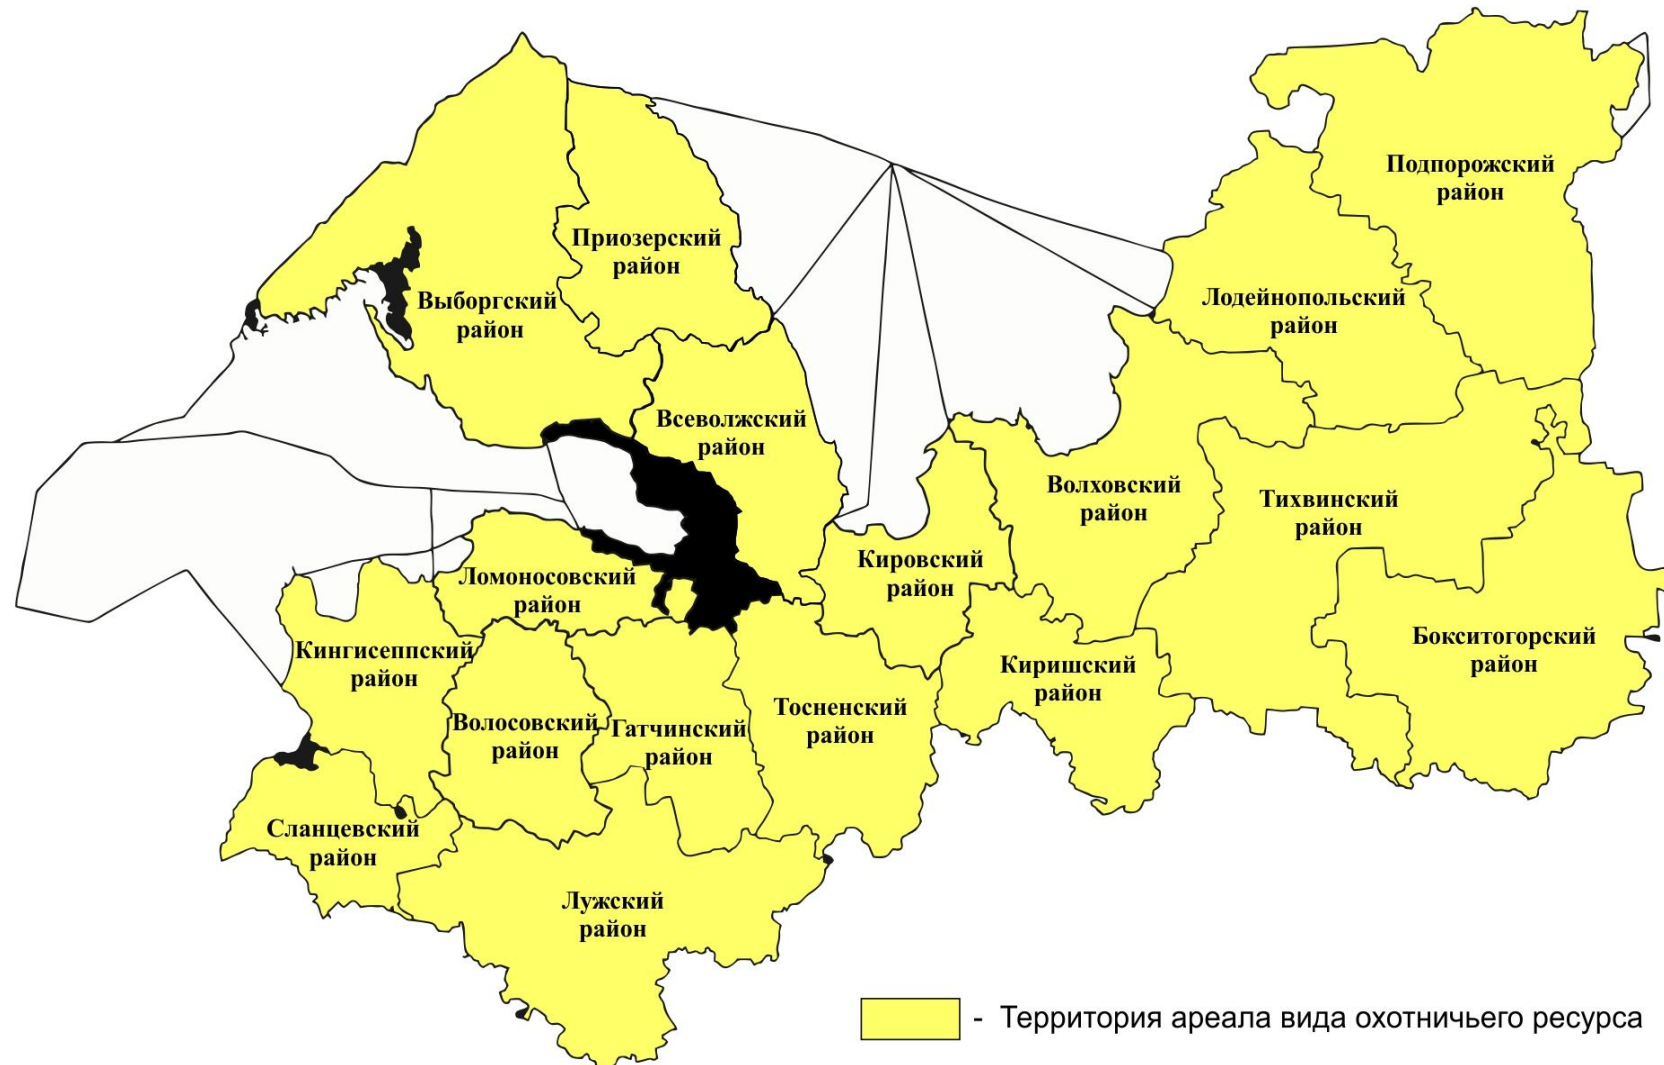 Подпорожский
район
Приозерский
район
Выборгский
район
Лодейнопольский
район
Всеволжский
район
Волховский
район
Тихвинский
район
Кировский
район
Ломоносовский
район
Бокситогорский
район
Кингисеппский
район
Киришский
район
Волосовский
район
Гатчинский
район
Тосненский
район
Сланцевский
район
Лужский
район
- Территория ареала вида охотничьего ресурса